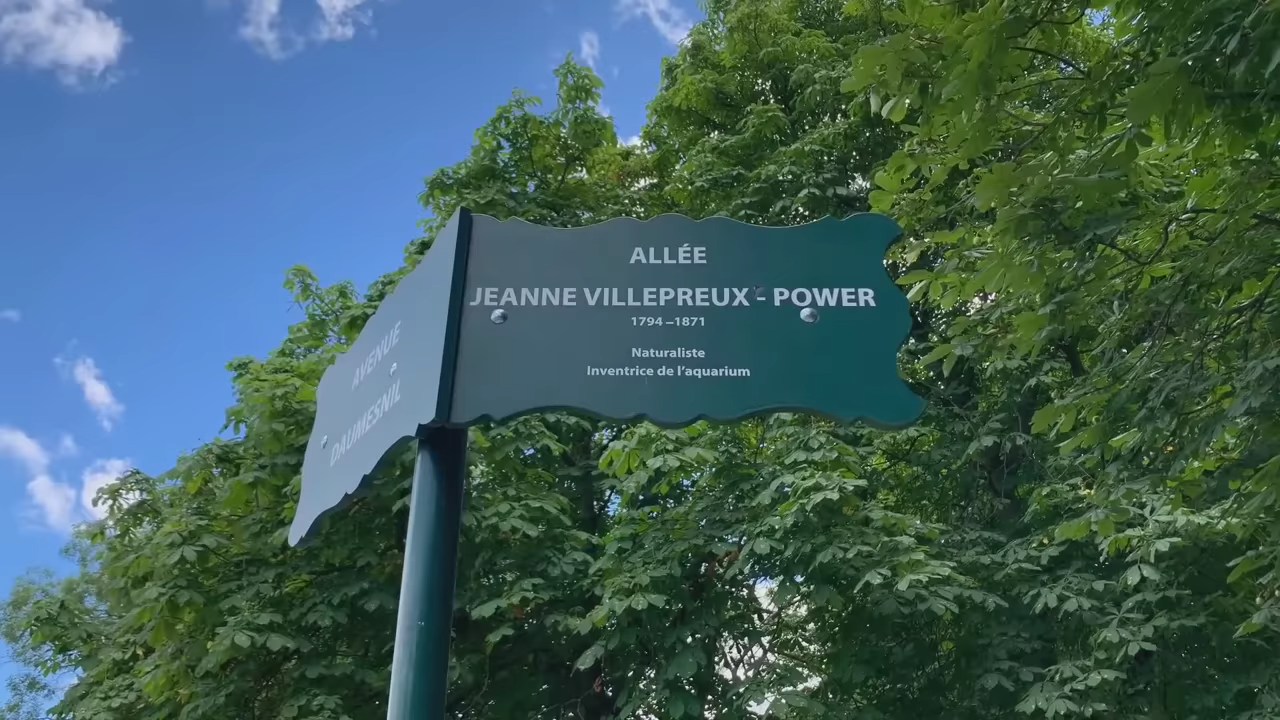 ALLÉE
JEANNE VILLEPREUX - POWER
1794 –1871
Naturaliste
Inventrice de l'aquarium
AVENUE
DAUMESNIL